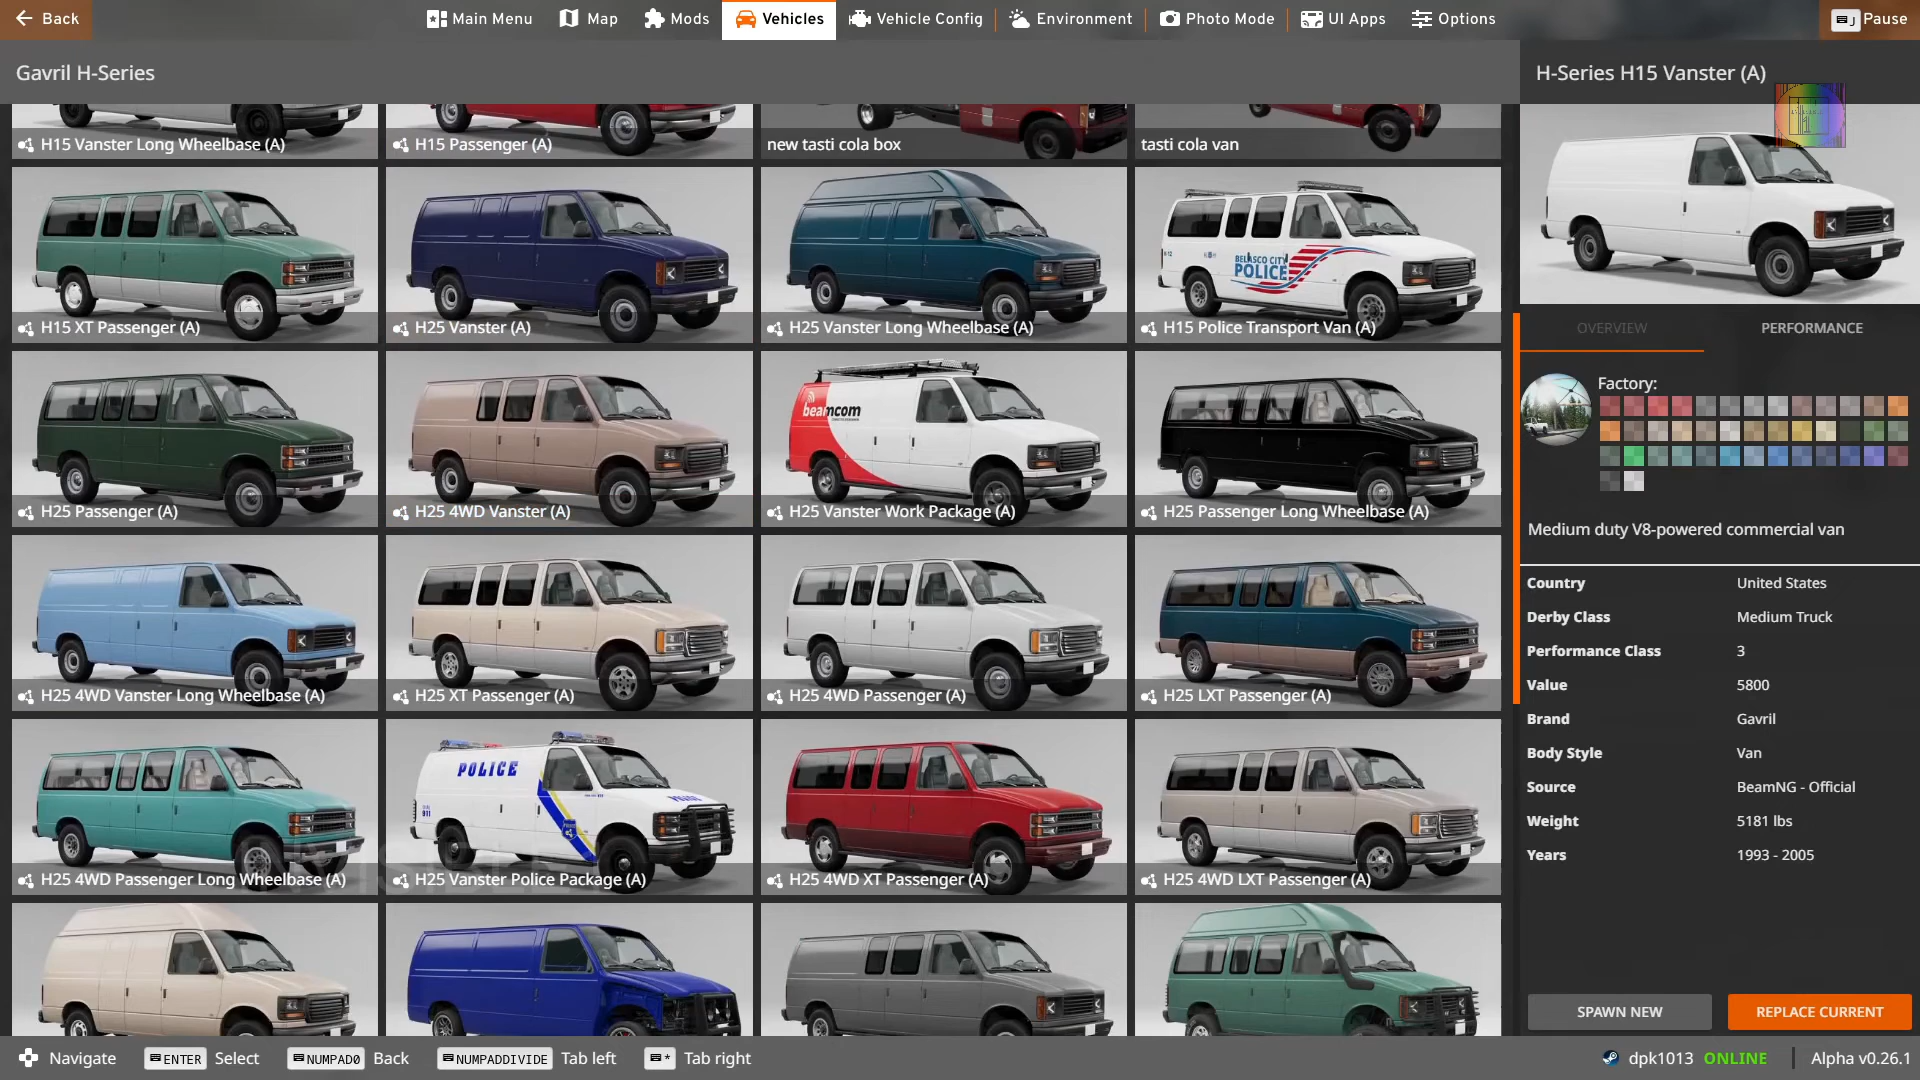 Back
Main Menu
Map
Mods
Vehicles
Vehicle Config
Environment
Photo Mode
UI Apps
Options
J Pause
Gavril H-Series
H-Series H15 Vanster (A)
H15 Vanster Long Wheelbase (A)
H15 Passenger (A)
new tasti cola box
tasti cola van
BELASCO CITY
POLICE
H15 XT Passenger (A)
H25 Vanster (A)
H25 Vanster Long Wheelbase (A)
H15 Police Transport Van (A)
beamcom
H25 Passenger (A)
H25 4WD Vanster (A)
H25 Vanster Work Package (A)
H25 Passenger Long Wheelbase (A)
H25 4WD Vanster Long Wheelbase (A)
H25 XT Passenger (A)
H25 4WD Passenger (A)
H25 LXT Passenger (A)
POLICE
911
H25 4WD Passenger Long Wheelbase (A)
H25 Vanster Police Package (A)
H25 4WD XT Passenger (A)
H25 4WD LXT Passenger (A)
OVERVIEW
PERFORMANCE
Factory:
Medium duty V8-powered commercial van
Country United States
Derby Class Medium Truck
Performance Class 3
Value 5800
Brand Gavril
Body Style Van
Source BeamNG - Official
Weight 5181 lbs
Years 1993 - 2005
SPAWN NEW
REPLACE CURRENT
Navigate
ENTER Select
NUMPAD0 Back
NUMPADDIVIDE Tab left
* Tab right
dpk1013 ONLINE
Alpha v0.26.1